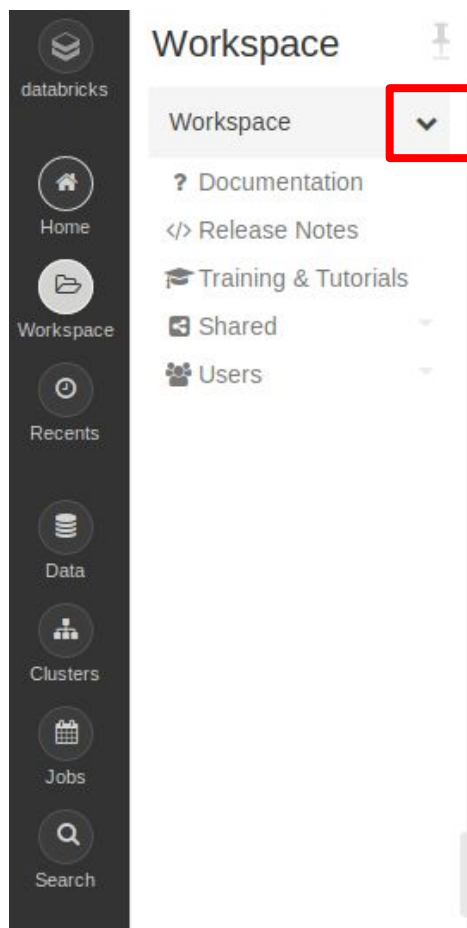 databricks
Home
Workspace
Recents
Data
Clusters
Jobs
Search
Workspace
Workspace
? Documentation
</> Release Notes
Training & Tutorials
Shared
Users